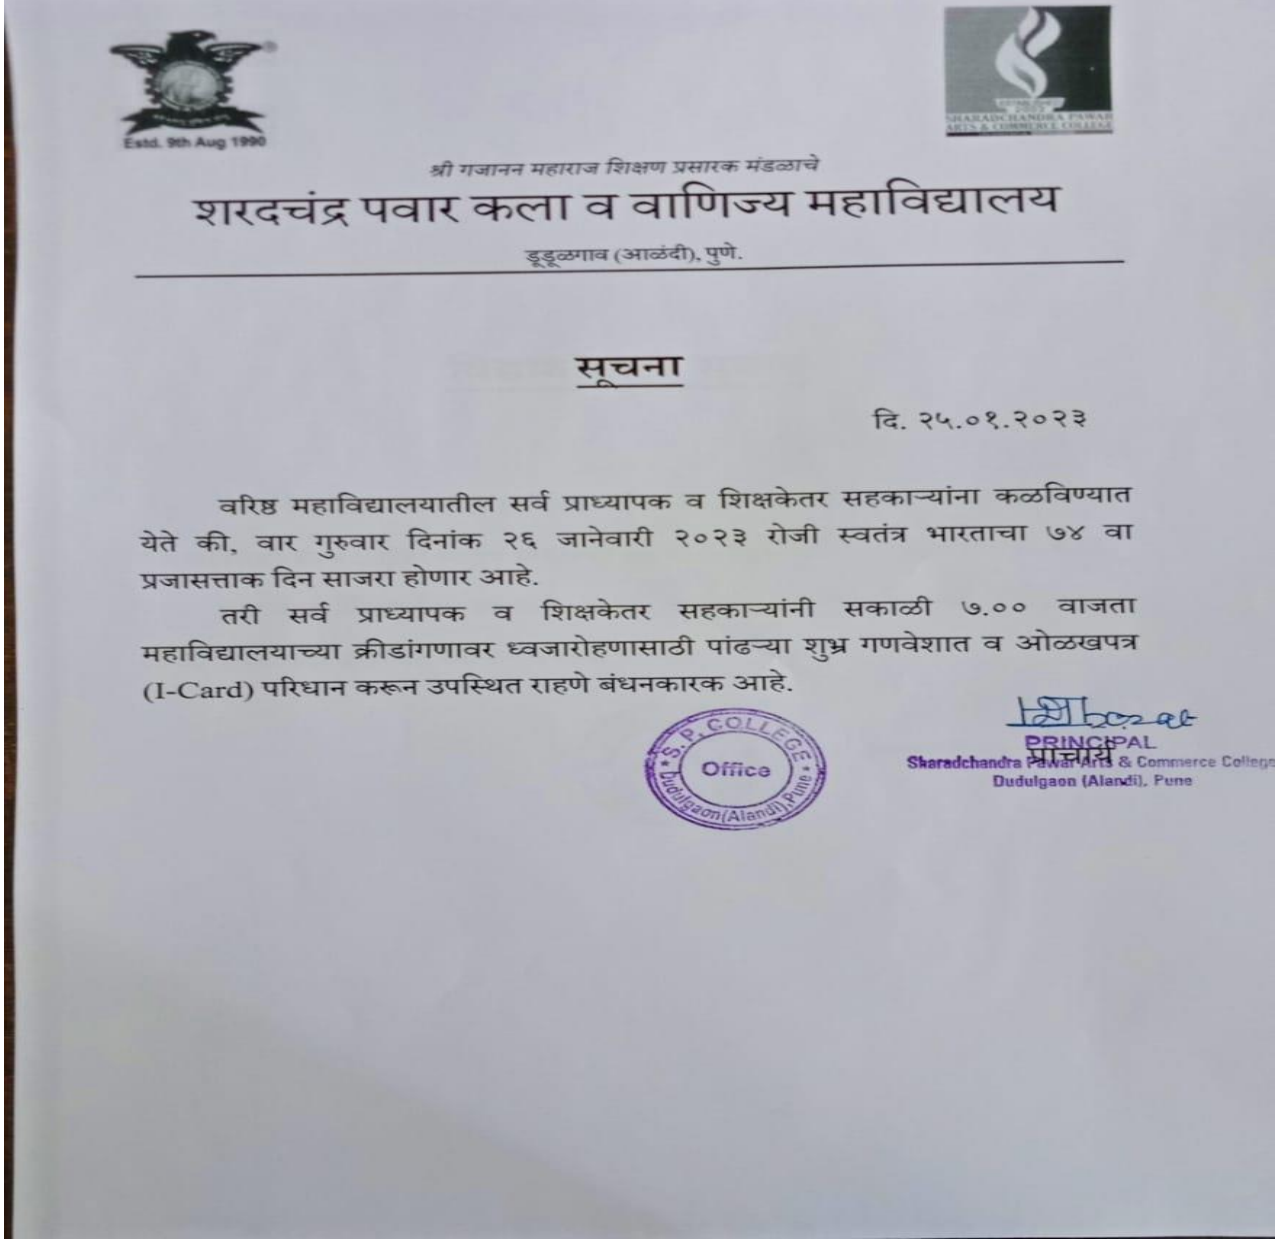 Estd. 9th Aug 1990
SHARADCHANDRA PAWAR
ARTS & COMMERCE COLLEGE
श्री गजानन महाराज शिक्षण प्रसारक मंडळाचे
शरदचंद्र पवार कला व वाणिज्य महाविद्यालय
डूडूळगाव (आळंदी), पुणे.
सूचना
दि. २५.०१.२०२३
वरिष्ठ महाविद्यालयातील सर्व प्राध्यापक व शिक्षकेतर सहकाऱ्यांना कळविण्यात
येते की, वार गुरुवार दिनांक २६ जानेवारी २०२३ रोजी स्वतंत्र भारताचा ७४ वा
प्रजासत्ताक दिन साजरा होणार आहे.
तरी सर्व प्राध्यापक व शिक्षकेतर सहकाऱ्यांनी सकाळी ७.०० वाजता
महाविद्यालयाच्या क्रीडांगणावर ध्वजारोहणासाठी पांढऱ्या शुभ्र गणवेशात व ओळखपत्र
(I-Card) परिधान करून उपस्थित राहणे बंधनकारक आहे.
S. P. COLLEGE
Office
Dudulgaon (Alandi), Pune
PRINCIPAL
प्राचार्य
Sharadchandra Pawar Arts & Commerce College
Dudulgaon (Alandi), Pune